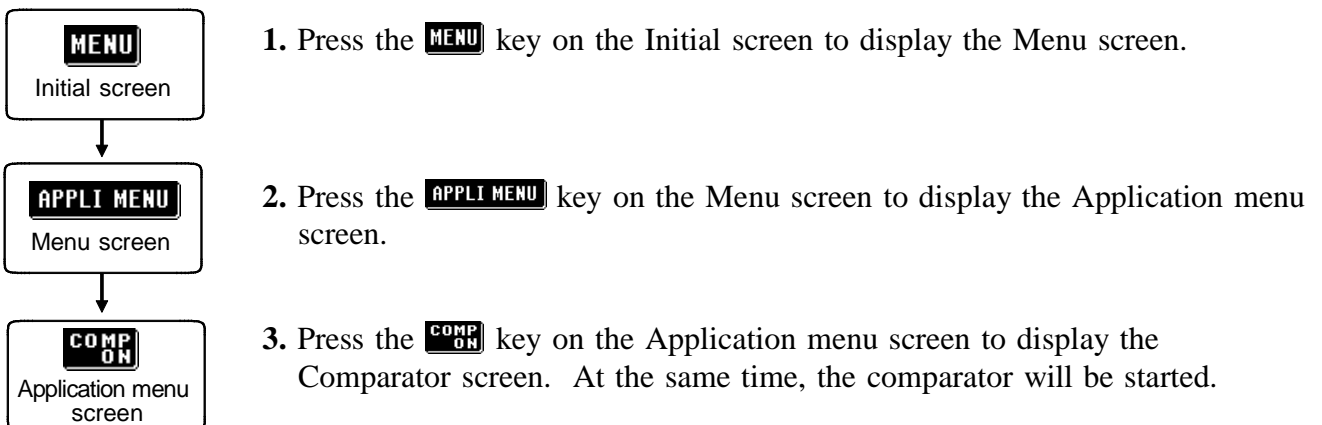 MENU
Initial screen
1. Press the MENU key on the Initial screen to display the Menu screen.
APPLI MENU
Menu screen
2. Press the APPLI MENU key on the Menu screen to display the Application menu
screen.
COMP
ON
Application menu
screen
3. Press the COMP ON key on the Application menu screen to display the
Comparator screen. At the same time, the comparator will be started.